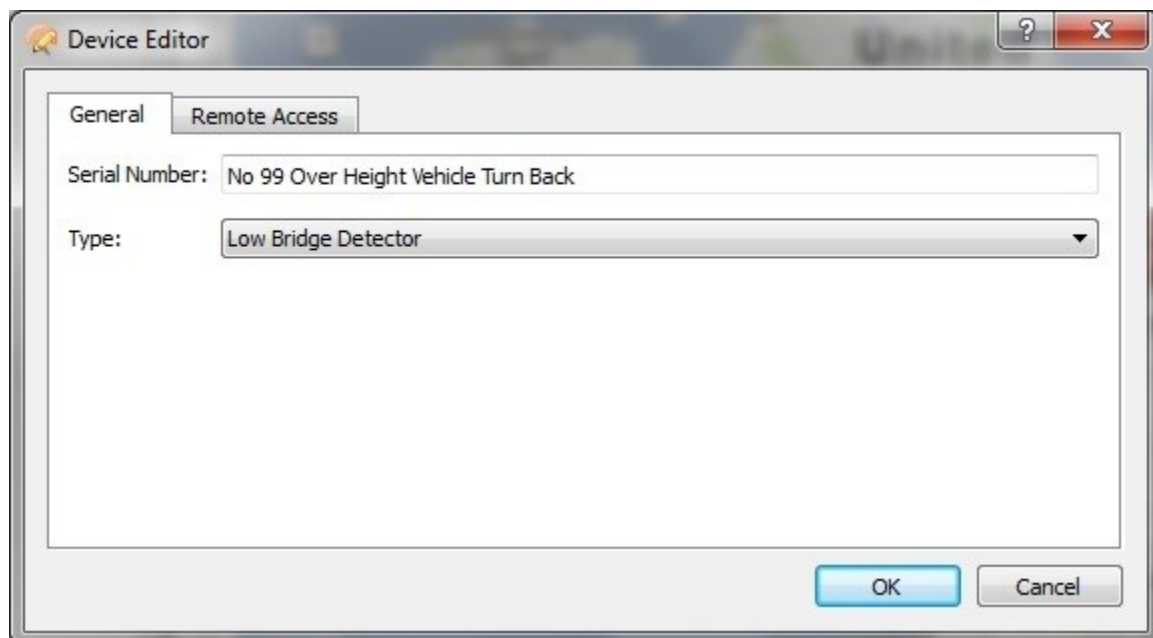 Device Editor
United
?
X
General
Remote Access
Serial Number: No 99 Over Height Vehicle Turn Back
Type: Low Bridge Detector
OK
Cancel